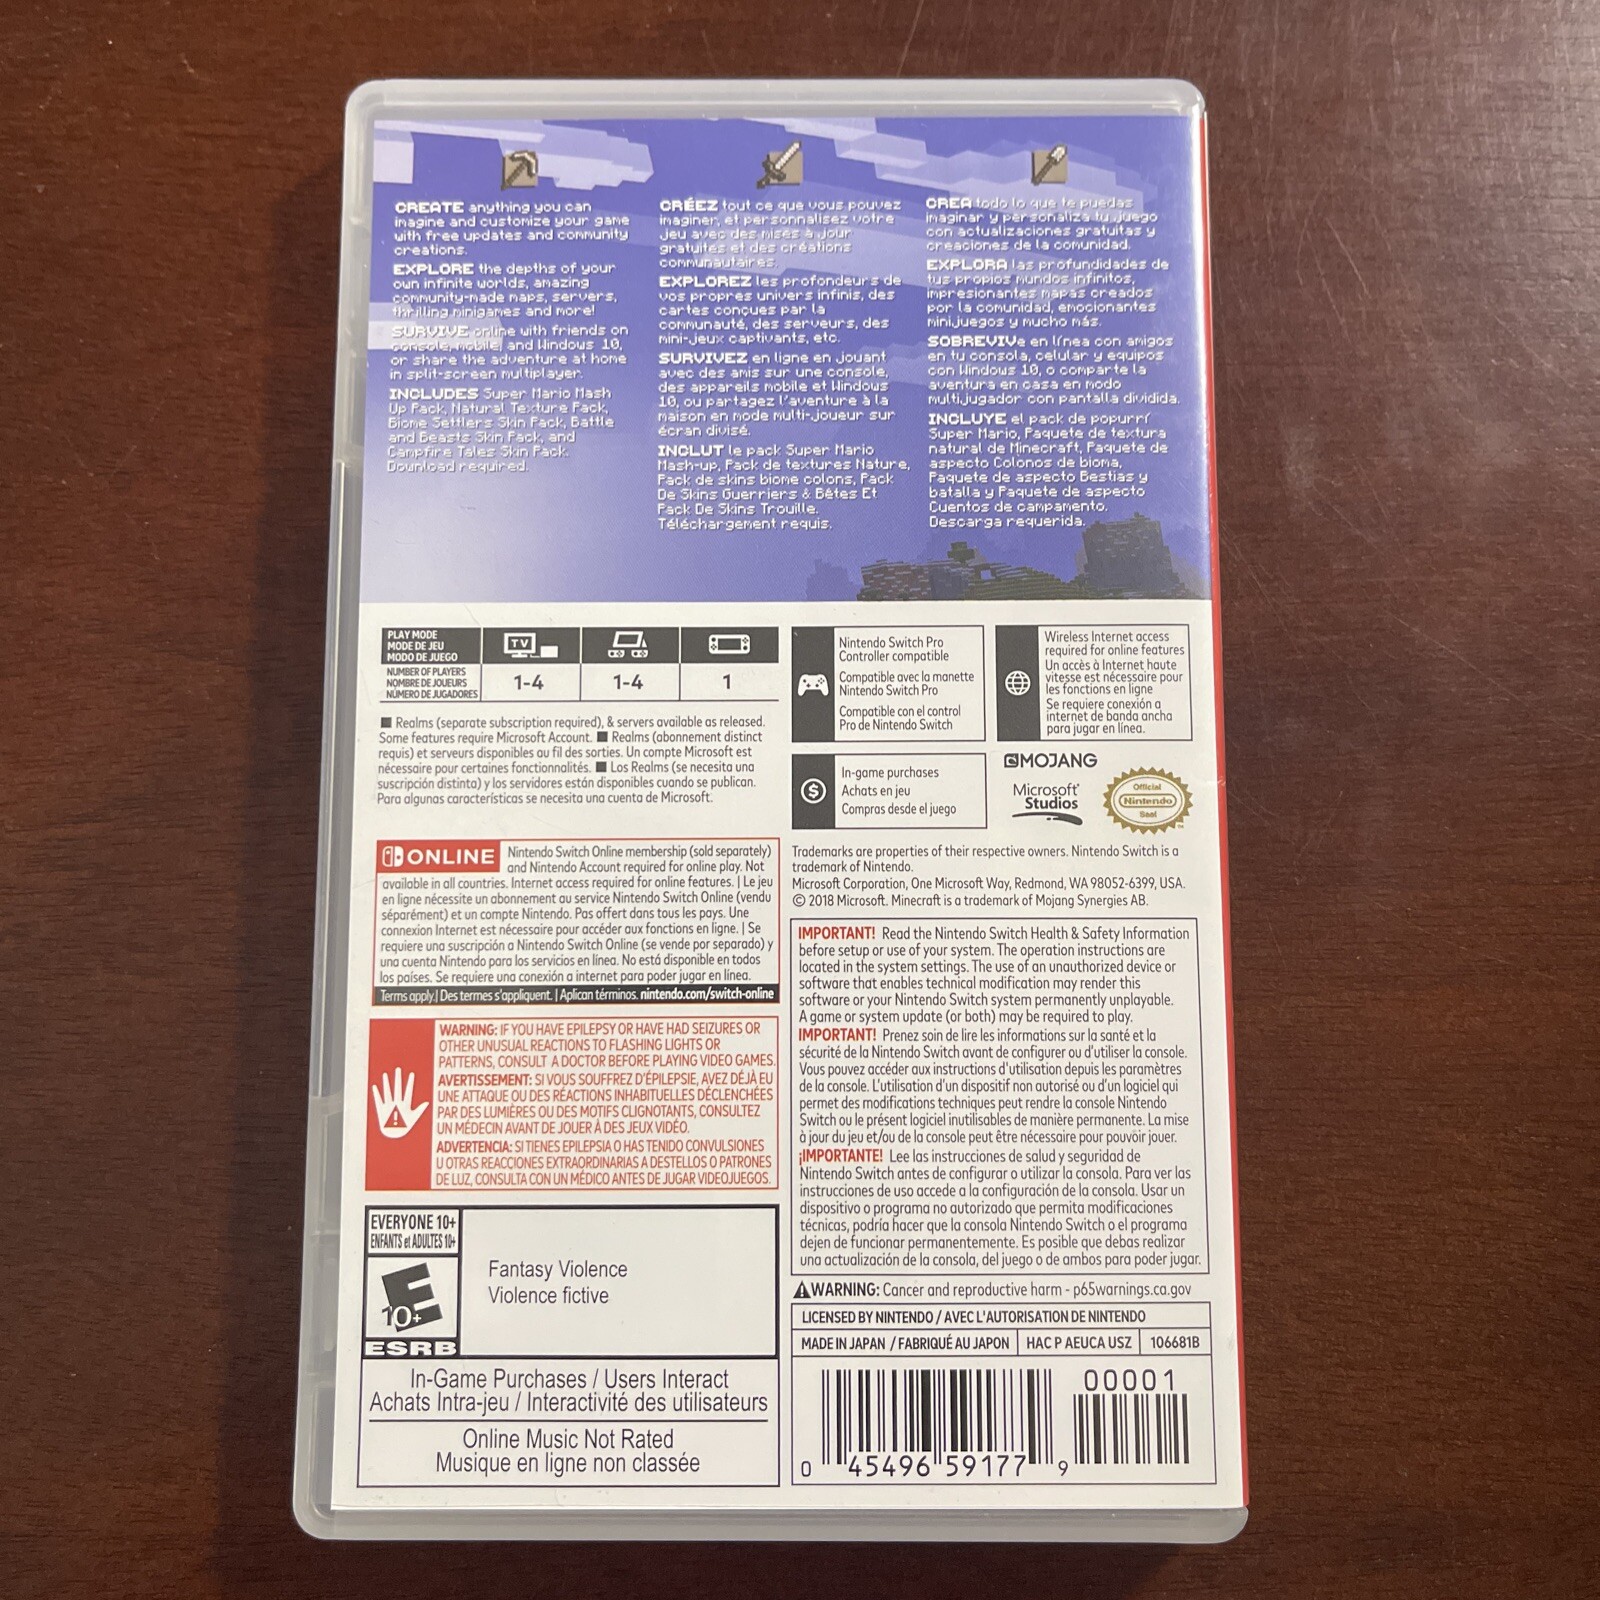 CREATE anything you can
imagine and customize your game
with free updates and community
creations.
EXPLORE the depths of your
own infinite worlds, amazing
community-made maps, servers,
thrilling minigames and more!
SURVIVE online with friends on
console, mobile, and Windows 10,
or share the adventure at home
in split-screen multiplayer.
INCLUDES Super Mario Mash
Up Pack, Natural Texture Pack,
Biome Settlers Skin Pack, Battle
and Beasts Skin Pack, and
Campfire Tales Skin Pack.
Download required.
CRÉEZ tout ce que vous pouvez
imaginer, et personnalisez votre
jeu avec des mises à jour
gratuites et des créations
communautaires.
EXPLOREZ les profondeurs de
vos propres univers infinis, des
cartes conçues par la
communauté, des serveurs, des
mini-jeux captivants, etc.
SURVIVEZ en ligne en jouant
avec des amis sur une console,
des appareils mobile et Windows
10, ou partagez l'aventure à la
maison en mode multi-joueur sur
écran divisé.
INCLUT le pack Super Mario
Mash-up, Pack de textures Nature,
Pack de skins biome colons, Pack
De Skins Guerriers & Bêtes Et
Pack De Skins Trouille.
Téléchargement requis.
CREA todo lo que te puedas
imaginar y personaliza tu juego
con actualizaciones gratuitas y
creaciones de la comunidad.
EXPLORA las profundidades de
tus propios mundos infinitos,
impresionantes mapas creados
por la comunidad, emocionantes
minijuegos y mucho más.
SOBREVIVe en línea con amigos
en tu consola, celular y equipos
con Windows 10, o comparte la
aventura en casa en modo
multijugador con pantalla dividida.
INCLUYE el pack de popurrí
Super Mario, Paquete de textura
natural de Minecraft, Paquete de
aspecto Colonos de bioma,
Paquete de aspecto Bestias y
batalla y Paquete de aspecto
Cuentos de campamento.
Descarga requerida.
PLAY MODE
MODE DE JEU
MODO DE JUEGO
TV
NUMBER OF PLAYERS
NOMBRE DE JOUEURS
NÚMERO DE JUGADORES
1-4
1-4
1
Realms (separate subscription required), & servers available as released.
Some features require Microsoft Account. Realms (abonnement distinct
requis) et serveurs disponibles au fil des sorties. Un compte Microsoft est
nécessaire pour certaines fonctionnalités. Los Realms (se necesita una
suscripción distinta) y los servidores están disponibles cuando se publican.
Para algunas características se necesita una cuenta de Microsoft.
Nintendo Switch Pro
Controller compatible
Compatible avec la manette
Nintendo Switch Pro
Compatible con el control
Pro de Nintendo Switch
Wireless Internet access
required for online features
Un accès à Internet haute
vitesse est nécessaire pour
les fonctions en ligne
Se requiere conexión a
internet de banda ancha
para jugar en línea.
$
In-game purchases
Achats en jeu
Compras desde el juego
MOJANG
Microsoft
Studios
Official
Nintendo
Seal
ONLINE
Nintendo Switch Online membership (sold separately)
and Nintendo Account required for online play. Not
available in all countries. Internet access required for online features. | Le jeu
en ligne nécessite un abonnement au service Nintendo Switch Online (vendu
séparément) et un compte Nintendo. Pas offert dans tous les pays. Une
connexion Internet est nécessaire pour accéder aux fonctions en ligne. | Se
requiere una suscripción a Nintendo Switch Online (se vende por separado) y
una cuenta Nintendo para los servicios en línea. No está disponible en todos
los países. Se requiere una conexión a internet para poder jugar en línea.
Terms apply.| Des termes s'appliquent. | Aplican términos. nintendo.com/switch-online
Trademarks are properties of their respective owners. Nintendo Switch is a
trademark of Nintendo.
Microsoft Corporation, One Microsoft Way, Redmond, WA 98052-6399, USA.
© 2018 Microsoft. Minecraft is a trademark of Mojang Synergies AB.
WARNING: IF YOU HAVE EPILEPSY OR HAVE HAD SEIZURES OR
OTHER UNUSUAL REACTIONS TO FLASHING LIGHTS OR
PATTERNS, CONSULT A DOCTOR BEFORE PLAYING VIDEO GAMES.
AVERTISSEMENT: SI VOUS SOUFFREZ D'ÉPILEPSIE, AVEZ DÉJÀ EU
UNE ATTAQUE OU DES RÉACTIONS INHABITUELLES DÉCLENCHÉES
PAR DES LUMIÈRES OU DES MOTIFS CLIGNOTANTS, CONSULTEZ
UN MÉDECIN AVANT DE JOUER À DES JEUX VIDÉO.
ADVERTENCIA: SI TIENES EPILEPSIA O HAS TENIDO CONVULSIONES
U OTRAS REACCIONES EXTRAORDINARIAS A DESTELLOS O PATRONES
DE LUZ, CONSULTA CON UN MÉDICO ANTES DE JUGAR VIDEOJUEGOS.
IMPORTANT! Read the Nintendo Switch Health & Safety Information
before setup or use of your system. The operation instructions are
located in the system settings. The use of an unauthorized device or
software that enables technical modification may render this
software or your Nintendo Switch system permanently unplayable.
A game or system update (or both) may be required to play.
IMPORTANT! Prenez soin de lire les informations sur la santé et la
sécurité de la Nintendo Switch avant de configurer ou d'utiliser la console.
Vous pouvez accéder aux instructions d'utilisation depuis les paramètres
de la console. L'utilisation d'un dispositif non autorisé ou d'un logiciel qui
permet des modifications techniques peut rendre la console Nintendo
Switch ou le présent logiciel inutilisables de manière permanente. La mise
à jour du jeu et/ou de la console peut être nécessaire pour pouvoir jouer.
¡IMPORTANTE! Lee las instrucciones de salud y seguridad de
Nintendo Switch antes de configurar o utilizar la consola. Para ver las
instrucciones de uso accede a la configuración de la consola. Usar un
dispositivo o programa no autorizado que permita modificaciones
técnicas, podría hacer que la consola Nintendo Switch o el programa
dejen de funcionar permanentemente. Es posible que debas realizar
una actualización de la consola, del juego o de ambos para poder jugar.
EVERYONE 10+
ENFANTS et ADULTES 10+
E
10+
ESRB
Fantasy Violence
Violence fictive
In-Game Purchases / Users Interact
Achats Intra-jeu / Interactivité des utilisateurs
Online Music Not Rated
Musique en ligne non classée
WARNING: Cancer and reproductive harm - p65warnings.ca.gov
LICENSED BY NINTENDO / AVEC L'AUTORISATION DE NINTENDO
MADE IN JAPAN / FABRIQUÉ AU JAPON
HAC P AEUCA USZ
106681B
00001
0 45496 59177 9